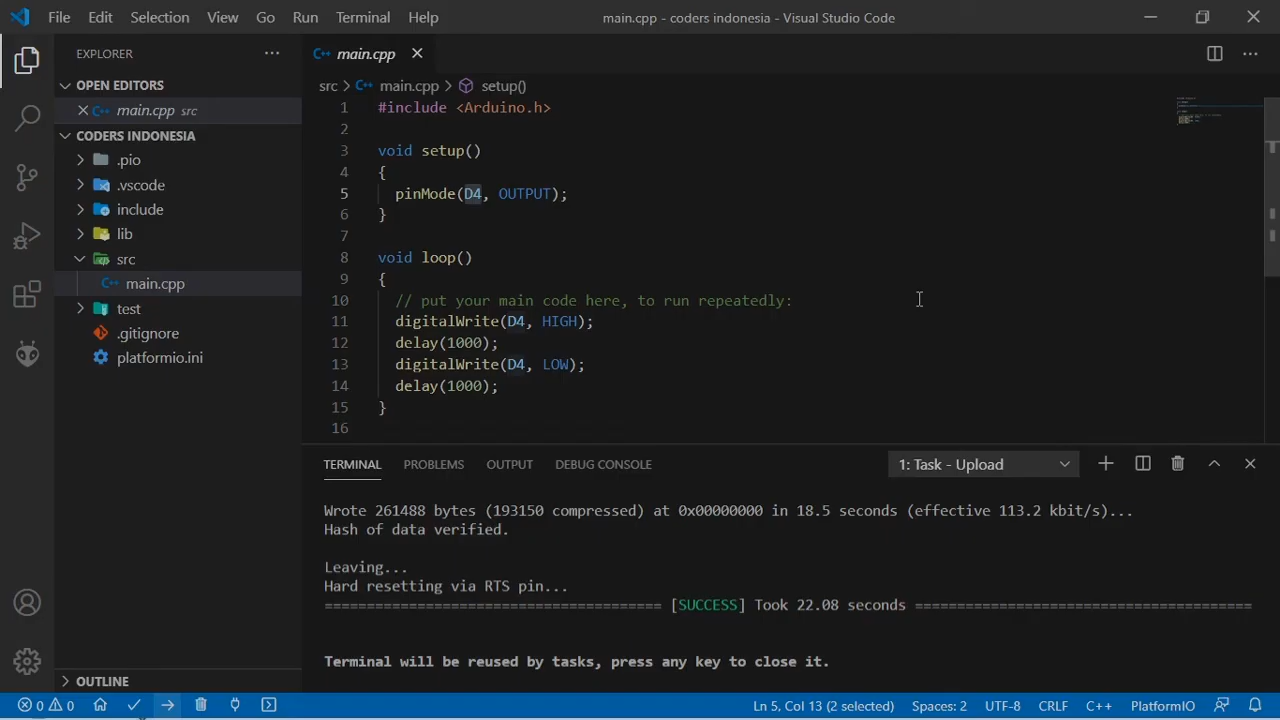 File Edit Selection View Go Run Terminal Help main.cpp - coders indonesia - Visual Studio Code
EXPLORER
OPEN EDITORS
main.cpp src
CODERS INDONESIA
.pio
.vscode
include
lib
src
main.cpp
test
.gitignore
platformio.ini
OUTLINE
main.cpp
src > main.cpp > setup()
1 #include <Arduino.h>
2
3 void setup()
4 {
5 pinMode(D4, OUTPUT);
6 }
7
8 void loop()
9 {
10 // put your main code here, to run repeatedly:
11 digitalWrite(D4, HIGH);
12 delay(1000);
13 digitalWrite(D4, LOW);
14 delay(1000);
15 }
16
TERMINAL PROBLEMS OUTPUT DEBUG CONSOLE 1: Task - Upload
Wrote 261488 bytes (193150 compressed) at 0x00000000 in 18.5 seconds (effective 113.2 kbit/s)...
Hash of data verified.
Leaving...
Hard resetting via RTS pin...
======================================== [SUCCESS] Took 22.08 seconds ========================================
Terminal will be reused by tasks, press any key to close it.
0 0 Ln 5, Col 13 (2 selected) Spaces: 2 UTF-8 CRLF C++ PlatformIO